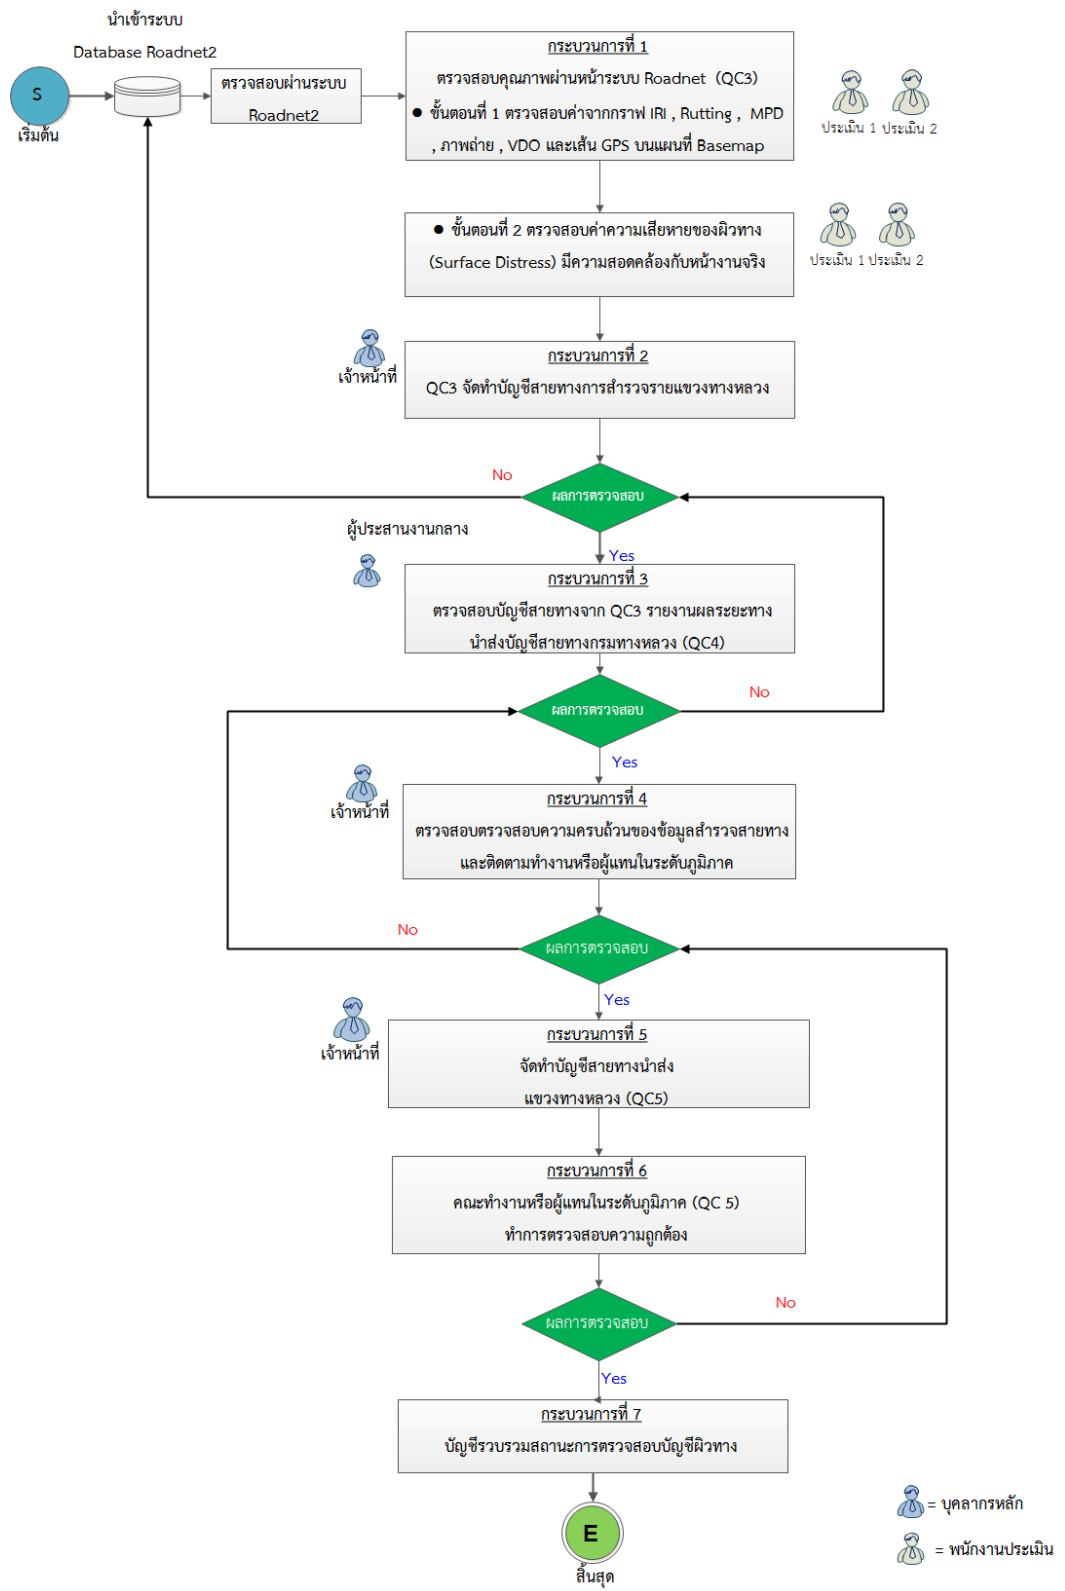 นำเข้าระบบ
Database Roadnet2
S
เริ่มต้น
ตรวจสอบผ่านระบบ
Roadnet2
กระบวนการที่ 1
ตรวจสอบคุณภาพผ่านหน้าระบบ Roadnet (QC3)
● ขั้นตอนที่ 1 ตรวจสอบค่าจากกราฟ IRI , Rutting , MPD
, ภาพถ่าย , VDO และเส้น GPS บนแผนที่ Basemap
ประเมิน 1 ประเมิน 2
● ขั้นตอนที่ 2 ตรวจสอบค่าความเสียหายของผิวทาง
(Surface Distress) มีความสอดคล้องกับหน้างานจริง
ประเมิน 1 ประเมิน 2
เจ้าหน้าที่
กระบวนการที่ 2
QC3 จัดทำบัญชีสายทางการสำรวจรายแขวงทางหลวง
No
ผลการตรวจสอบ
Yes
ผู้ประสานงานกลาง
กระบวนการที่ 3
ตรวจสอบบัญชีสายทางจาก QC3 รายงานผลระยะทาง
นำส่งบัญชีสายทางกรมทางหลวง (QC4)
ผลการตรวจสอบ
No
Yes
เจ้าหน้าที่
กระบวนการที่ 4
ตรวจสอบตรวจสอบความครบถ้วนของข้อมูลสำรวจสายทาง
และติดตามทำงานหรือผู้แทนในระดับภูมิภาค
No
ผลการตรวจสอบ
Yes
เจ้าหน้าที่
กระบวนการที่ 5
จัดทำบัญชีสายทางนำส่ง
แขวงทางหลวง (QC5)
กระบวนการที่ 6
คณะทำงานหรือผู้แทนในระดับภูมิภาค (QC 5)
ทำการตรวจสอบความถูกต้อง
ผลการตรวจสอบ
No
Yes
กระบวนการที่ 7
บัญชีรวบรวมสถานะการตรวจสอบบัญชีผิวทาง
E
สิ้นสุด
= บุคลากรหลัก
= พนักงานประเมิน